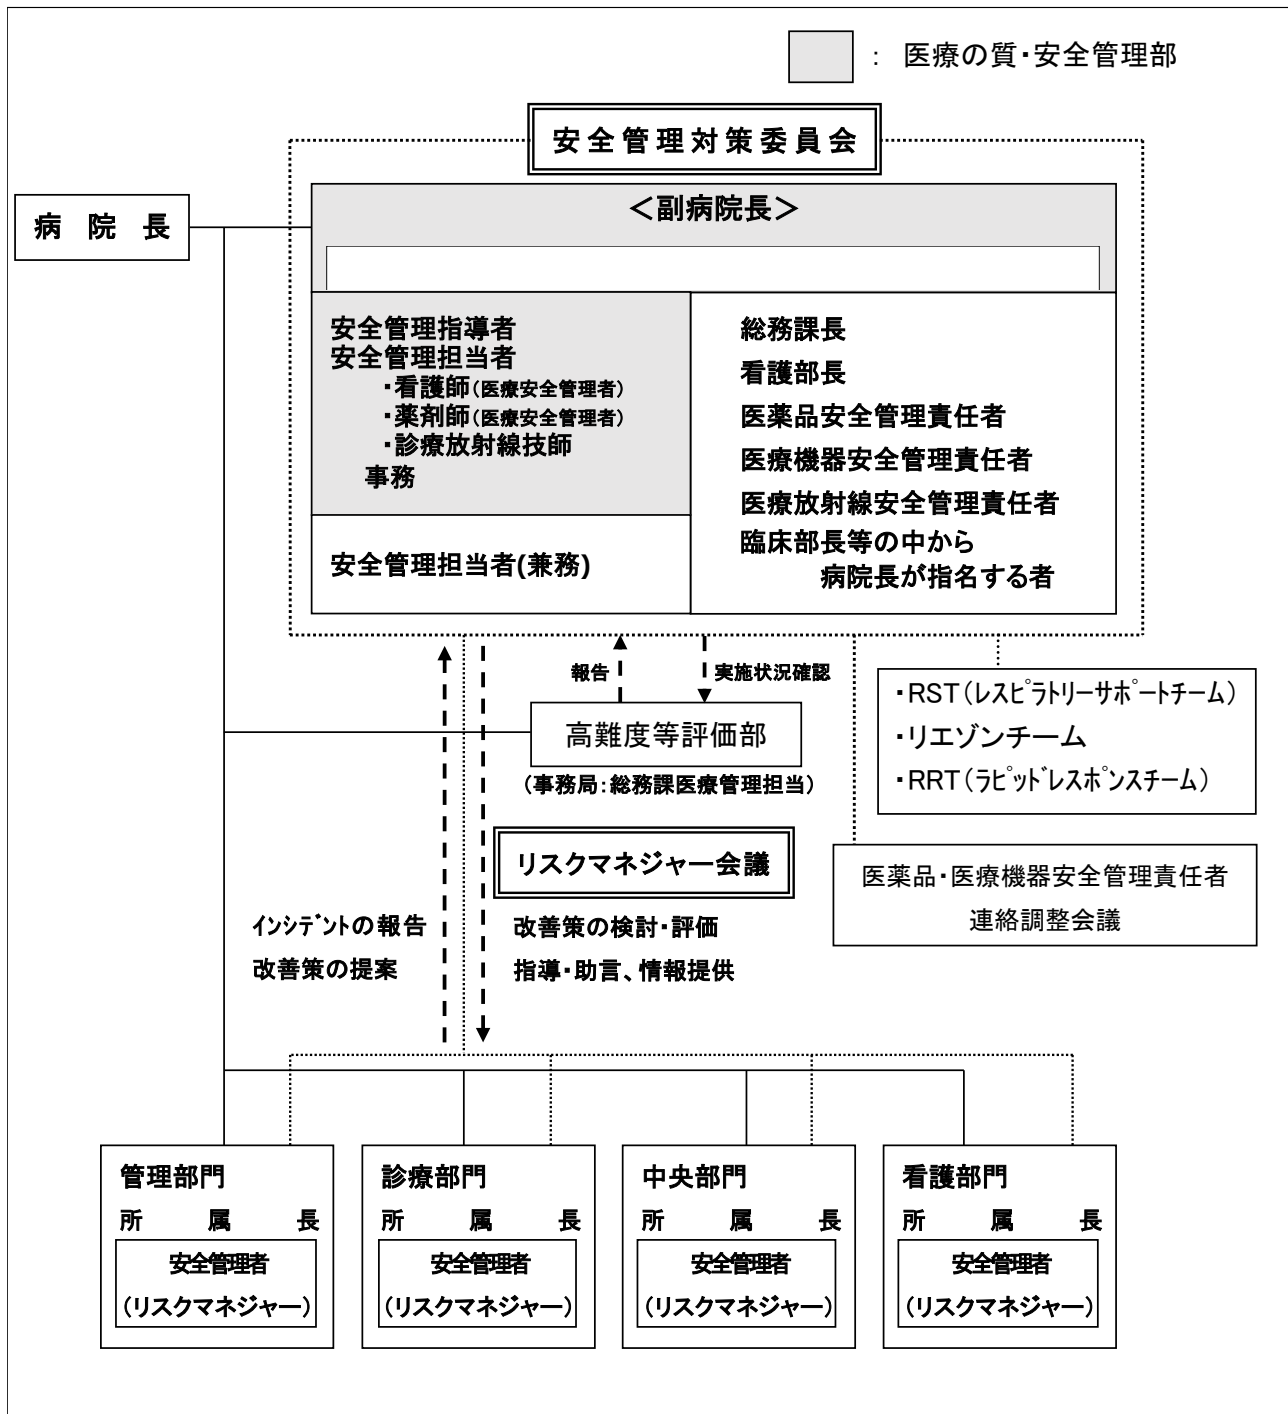 ： 医療の質・安全管理部
安全管理対策委員会
病院長
＜副病院長＞
安全管理指導者
安全管理担当者
・看護師（医療安全管理者）
・薬剤師（医療安全管理者）
・診療放射線技師
事務
安全管理担当者(兼務)
総務課長
看護部長
医薬品安全管理責任者
医療機器安全管理責任者
医療放射線安全管理責任者
臨床部長等の中から
病院長が指名する者
報告
実施状況確認
高難度等評価部
（事務局：総務課医療管理担当）
・RST（ﾚｽﾋﾟﾗﾄﾘｰｻﾎﾟｰﾄﾁｰﾑ）
・リエゾンチーム
・RRT（ﾗﾋﾟｯﾄﾞﾚｽﾎﾟﾝｽﾁｰﾑ）
リスクマネジャー会議
医薬品・医療機器安全管理責任者
連絡調整会議
ｲﾝｼﾃﾞﾝﾄの報告
改善策の提案
改善策の検討・評価
指導・助言、情報提供
管理部門
所属長
安全管理者
（リスクマネジャー）
診療部門
所属長
安全管理者
（リスクマネジャー）
中央部門
所属長
安全管理者
（リスクマネジャー）
看護部門
所属長
安全管理者
（リスクマネジャー）